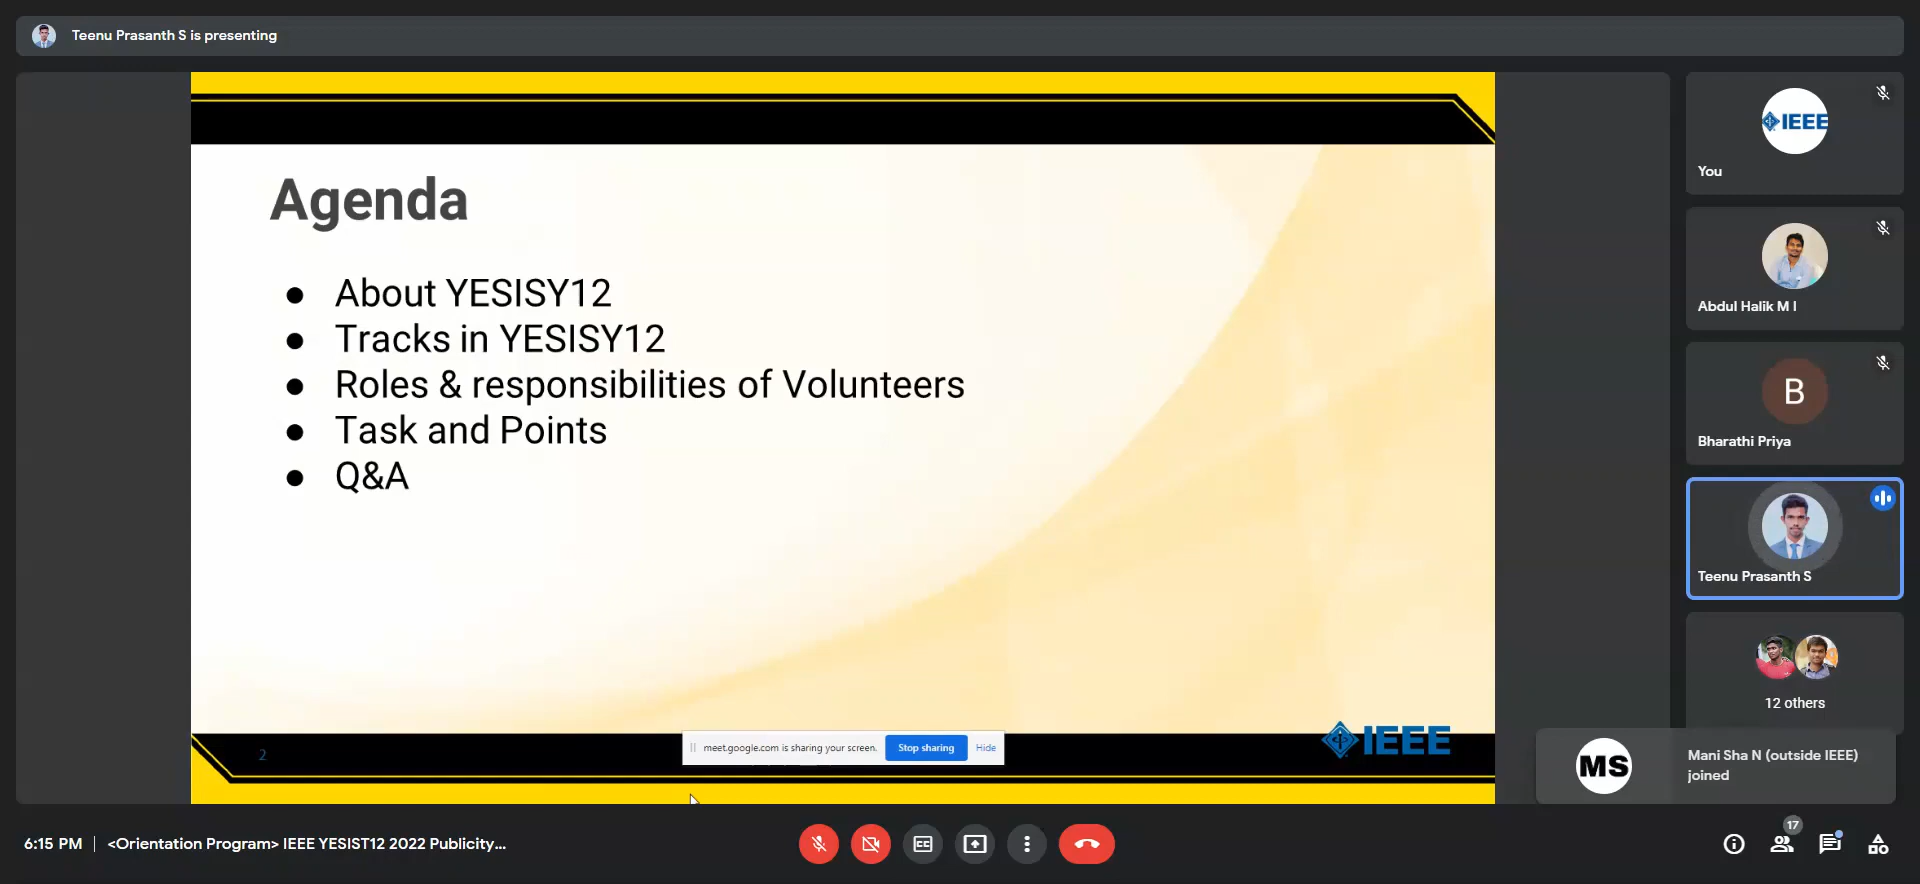 Teenu Prasanth S is presenting
Agenda
● About YESISY12
● Tracks in YESISY12
● Roles & responsibilities of Volunteers
● Task and Points
● Q&A
2
meet.google.com is sharing your screen.
Stop sharing
Hide
IEEE
IEEE
You
Abdul Halik M I
B
Bharathi Priya
Teenu Prasanth S
12 others
MS
Mani Sha N (outside IEEE)
joined
6:15 PM | <Orientation Program> IEEE YESIST12 2022 Publicity...
CC
17